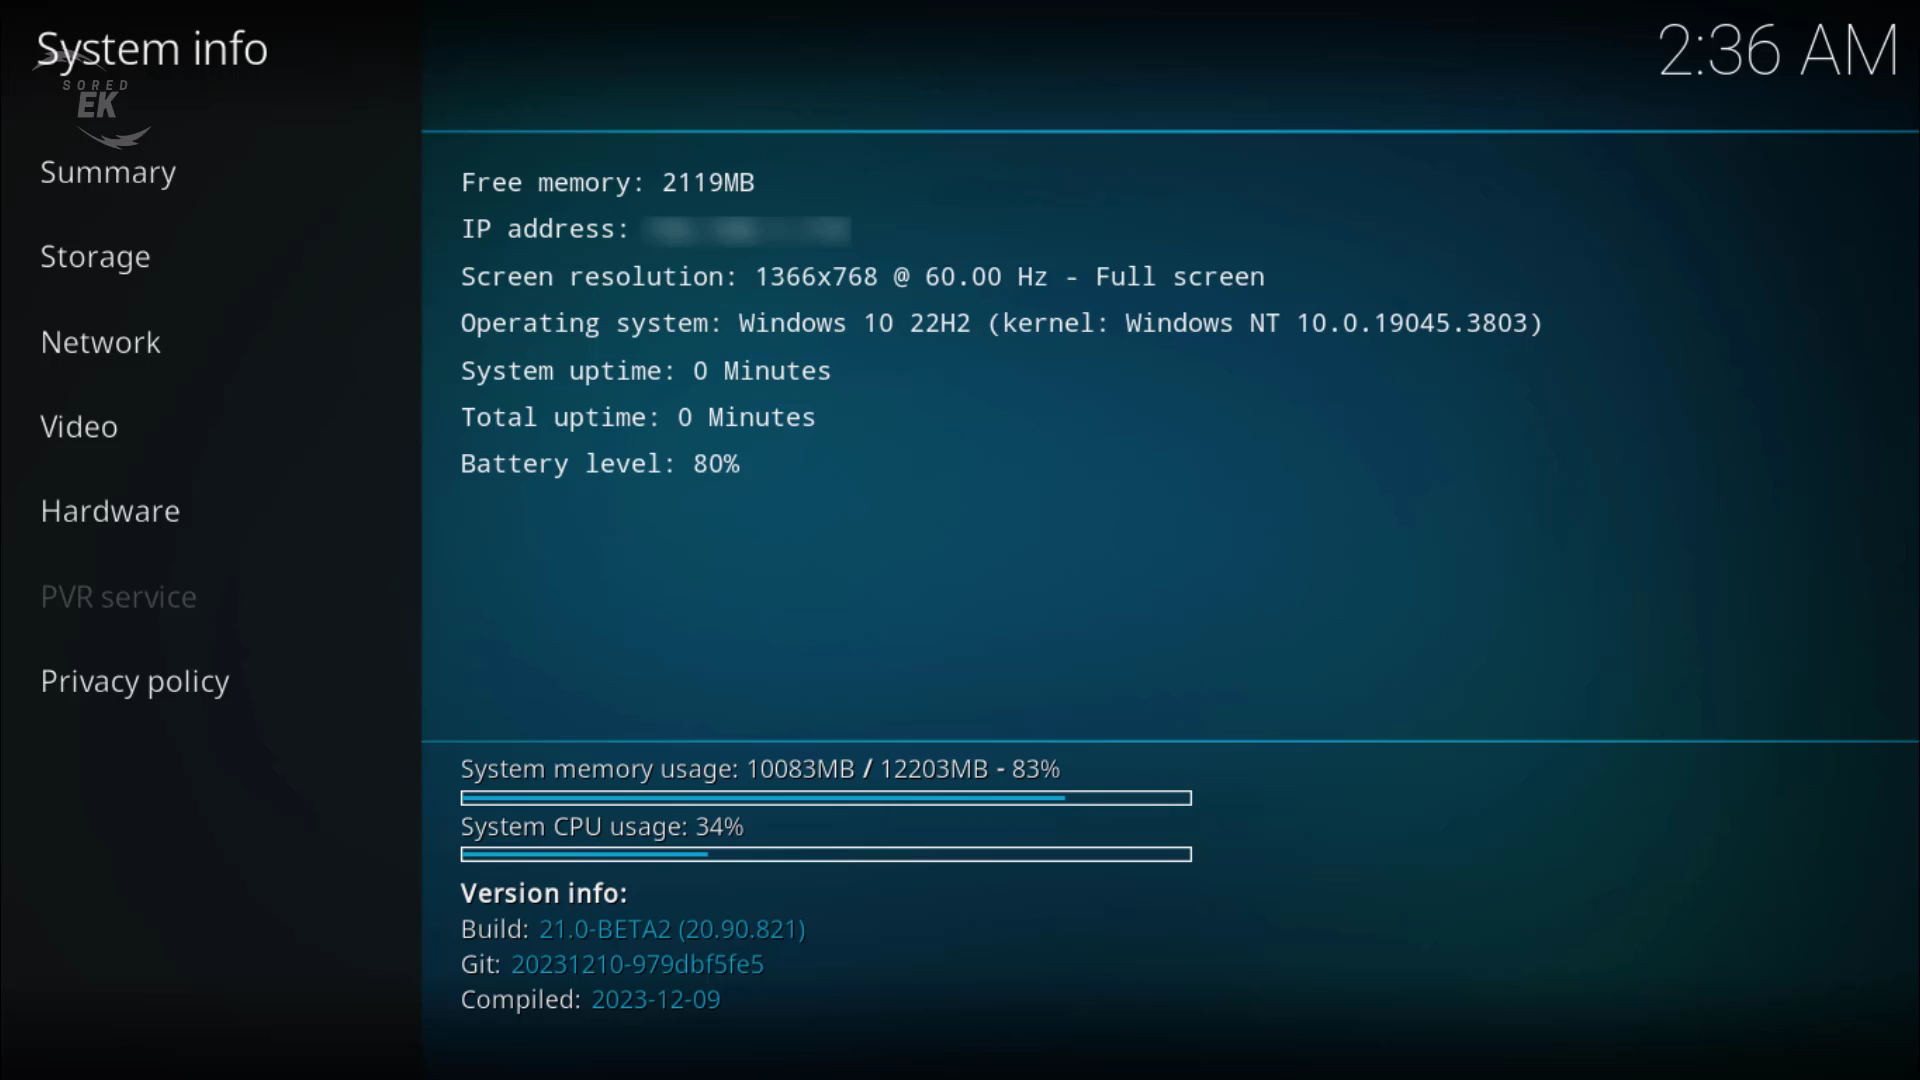 System info
2:36 AM
SORED
EK
Summary
Storage
Network
Video
Hardware
PVR service
Privacy policy
Free memory: 2119MB
IP address:
Screen resolution: 1366x768 @ 60.00 Hz - Full screen
Operating system: Windows 10 22H2 (kernel: Windows NT 10.0.19045.3803)
System uptime: 0 Minutes
Total uptime: 0 Minutes
Battery level: 80%
System memory usage: 10083MB / 12203MB - 83%
System CPU usage: 34%
Version info:
Build: 21.0-BETA2 (20.90.821)
Git: 20231210-979dbf5fe5
Compiled: 2023-12-09